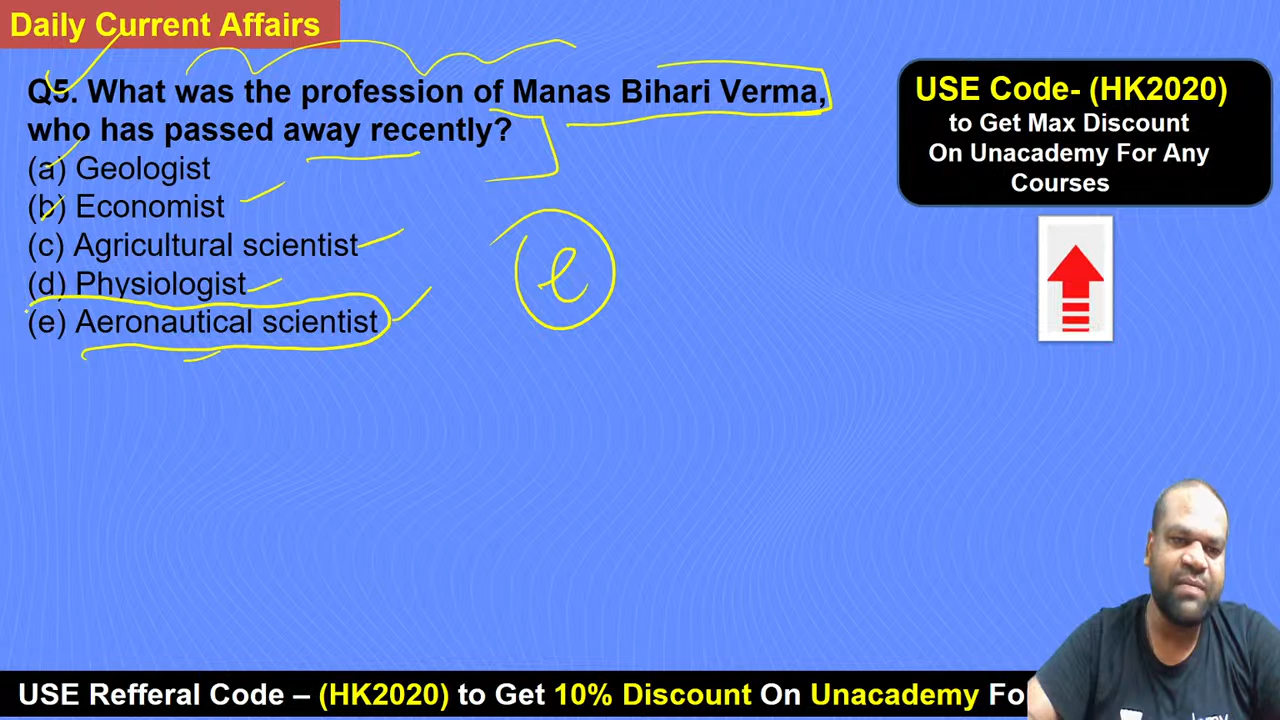 Daily Current Affairs
Q5. What was the profession of Manas Bihari Verma,
who has passed away recently?
(a) Geologist
(b) Economist
(c) Agricultural scientist
(d) Physiologist
(e) Aeronautical scientist
e
USE Code- (HK2020)
to Get Max Discount
On Unacademy For Any
Courses
USE Refferal Code – (HK2020) to Get 10% Discount On Unacademy Fo